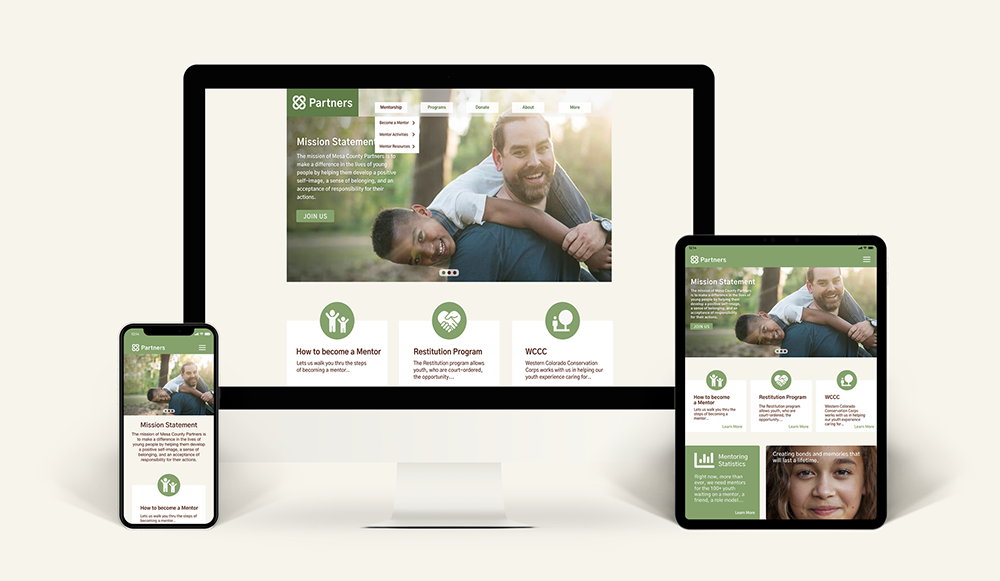 Partners
Mentorship
Programs
Donate
About
More
Become a Mentor
Mentor Activities
Mentor Resources
Mission Statement
The mission of Mesa County Partners is to
make a difference in the lives of young
people by helping them develop a positive
self-image, a sense of belonging, and an
acceptance of responsibility for their
actions.
JOIN US
How to become a Mentor
Lets us walk you thru the steps
of becoming a mentor...
Restitution Program
The Restitution program allows
youth, who are court-ordered,
the opportunity....
WCCC
Western Colorado Conservation
Corps works with us in helping our
youth experience caring for...
Partners
Mission Statement
The mission of Mesa County Partners is
to make a difference in the lives of
young people by helping them develop
a positive self-image, a sense of
belonging, and an acceptance of
responsibility for their actions.
How to become a Mentor
Lets us walk you thru the steps of
becoming a mentor...
Partners
Mission Statement
The mission of Mesa County Partners
is to make a difference in the lives of
young people by helping them
develop a positive self-image,
a sense of belonging, and an
acceptance of responsibility
for their actions.
JOIN US
How to become
a Mentor
Lets us walk you thru the
steps of becoming a
mentor...
Learn More
Restitution Program
The Restitution program
allows youth, who are
court-ordered, the
opportunity....
Learn More
WCCC
Western Colorado
Conservation Corps
works with us in helping
our youth experience
caring for...
Learn More
Mentoring
Statistics
Right now, more than
ever, we need mentors
for the 100+ youth
waiting on a mentor, a
friend, a role model...
Learn More
Creating bonds and memories that
will last a lifetime.